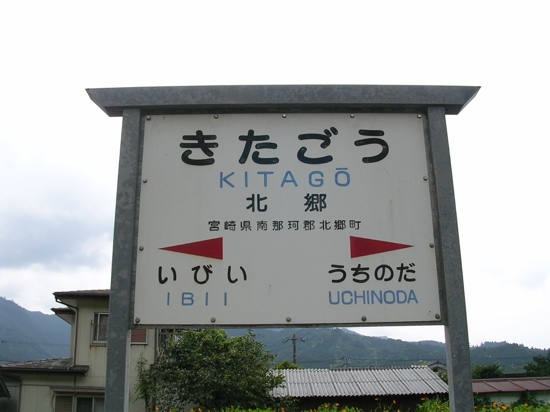 きたごう
KITAGŌ
北郷
宮崎県南那珂郡北郷町
いびい うちのだ
IBII UCHINODA